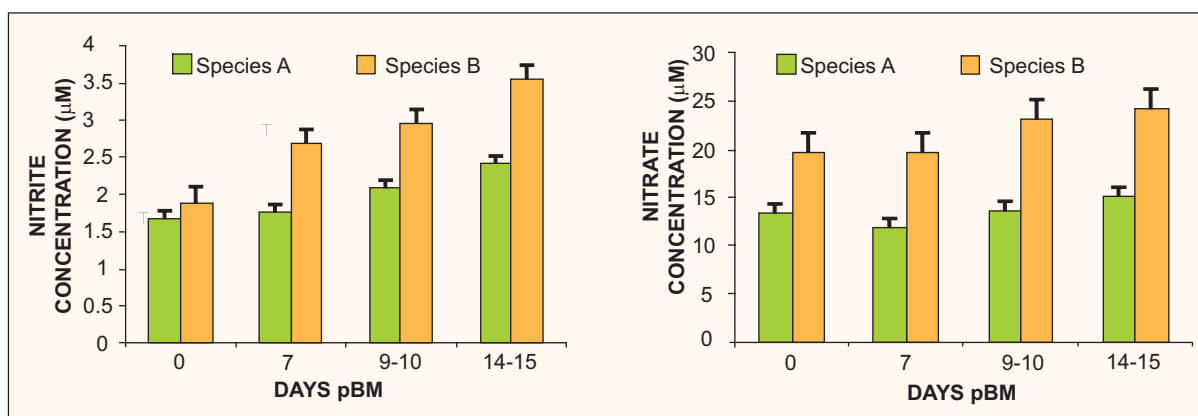 4
3.5
3
2.5
2
1.5
1
0.5
0
NITRITE
CONCENTRATION (μM)
Species A Species B
0 7 9-10 14-15
DAYS pBM
30
25
20
15
10
5
0
NITRATE
CONCENTRATION (μM)
Species A Species B
0 7 9-10 14-15
DAYS pBM